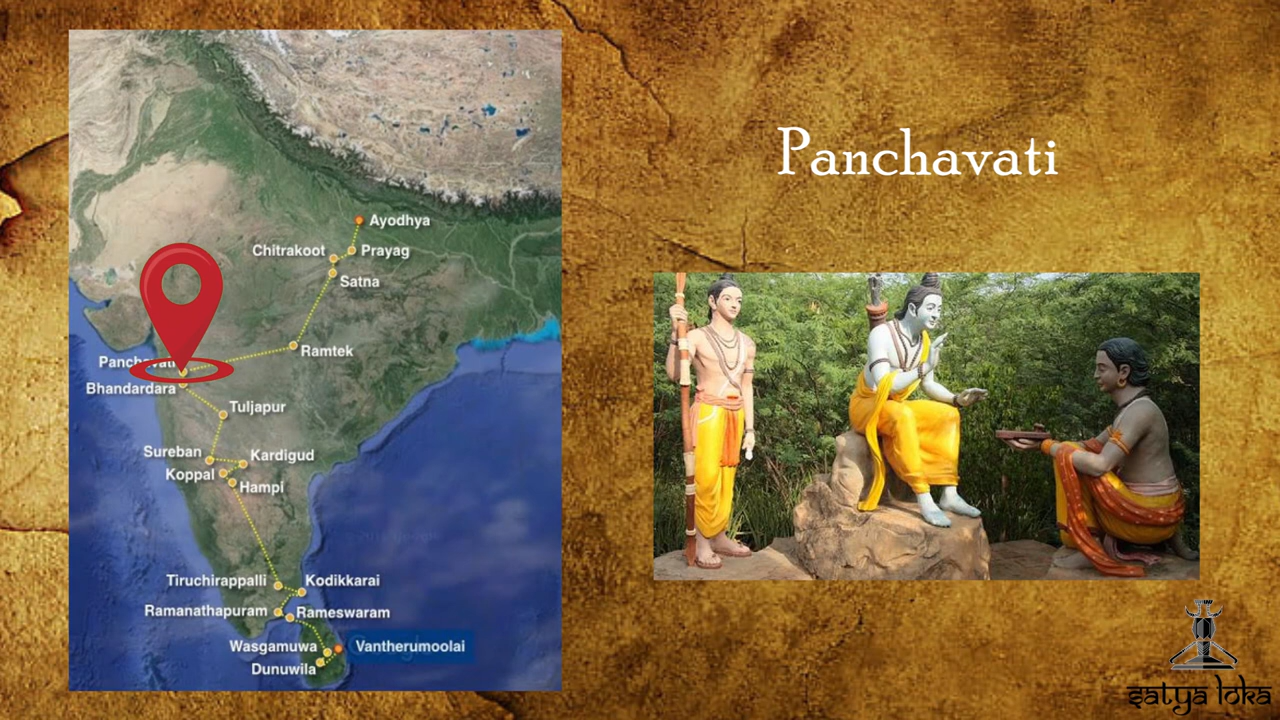 Panchavati
Ayodhya
Chitrakoot
Prayag
Satna
Ramtek
Panchavati
Bhandardara
Tuljapur
Sureban
Kardigud
Koppal
Hampi
Tiruchirappalli
Kodikkarai
Ramanathapuram
Rameswaram
Wasgamuwa
Vantherumoolai
Dunuwila
satya loka